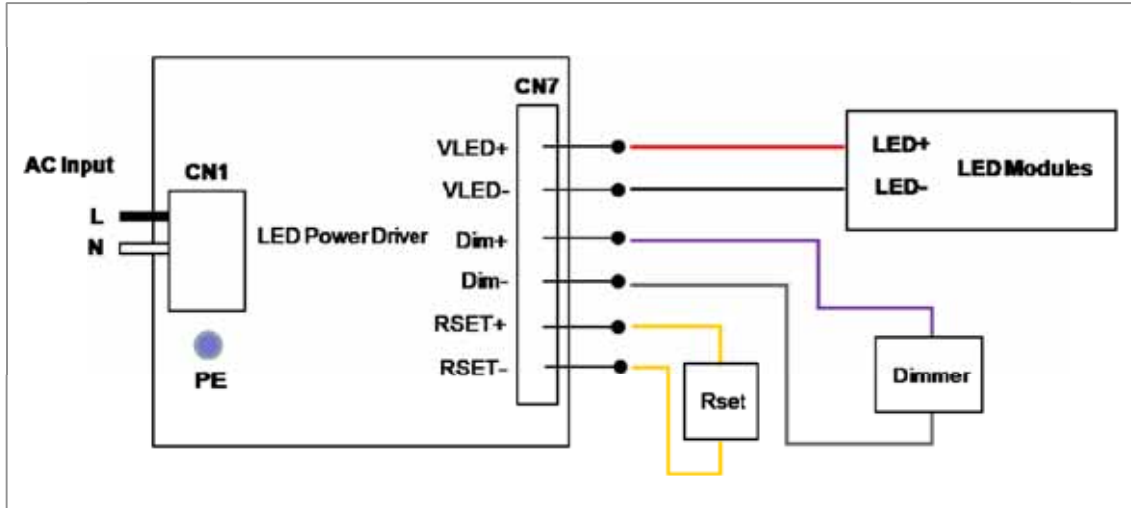 CN7
AC Input
CN1
L
N
LED Power Driver
PE
VLED+
VLED-
Dim+
Dim-
RSET+
RSET-
LED+
LED-
LED Modules
Rset
Dimmer